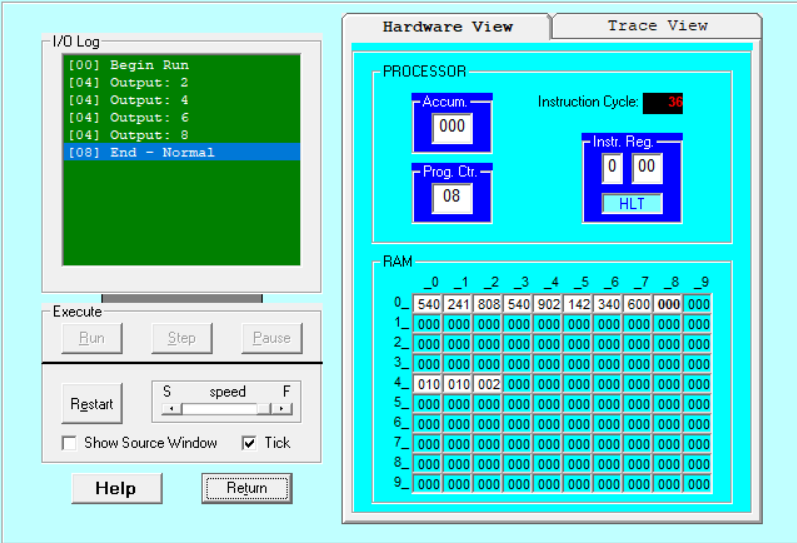 I/O Log
[00] Begin Run
[04] Output: 2
[04] Output: 4
[04] Output: 6
[04] Output: 8
[08] End - Normal
Execute
Run Step Pause
Restart
S speed F
Show Source Window Tick
Help Return
Hardware View Trace View
PROCESSOR
Accum.
000
Instruction Cycle: 36
Prog. Ctr.
08
Instr. Reg.
0 00
HLT
RAM
_0 _1 _2 _3 _4 _5 _6 _7 _8 _9
0_ 540 241 808 540 902 142 340 600 000 000
1_ 000 000 000 000 000 000 000 000 000 000
2_ 000 000 000 000 000 000 000 000 000 000
3_ 000 000 000 000 000 000 000 000 000 000
4_ 010 010 002 000 000 000 000 000 000 000
5_ 000 000 000 000 000 000 000 000 000 000
6_ 000 000 000 000 000 000 000 000 000 000
7_ 000 000 000 000 000 000 000 000 000 000
8_ 000 000 000 000 000 000 000 000 000 000
9_ 000 000 000 000 000 000 000 000 000 000